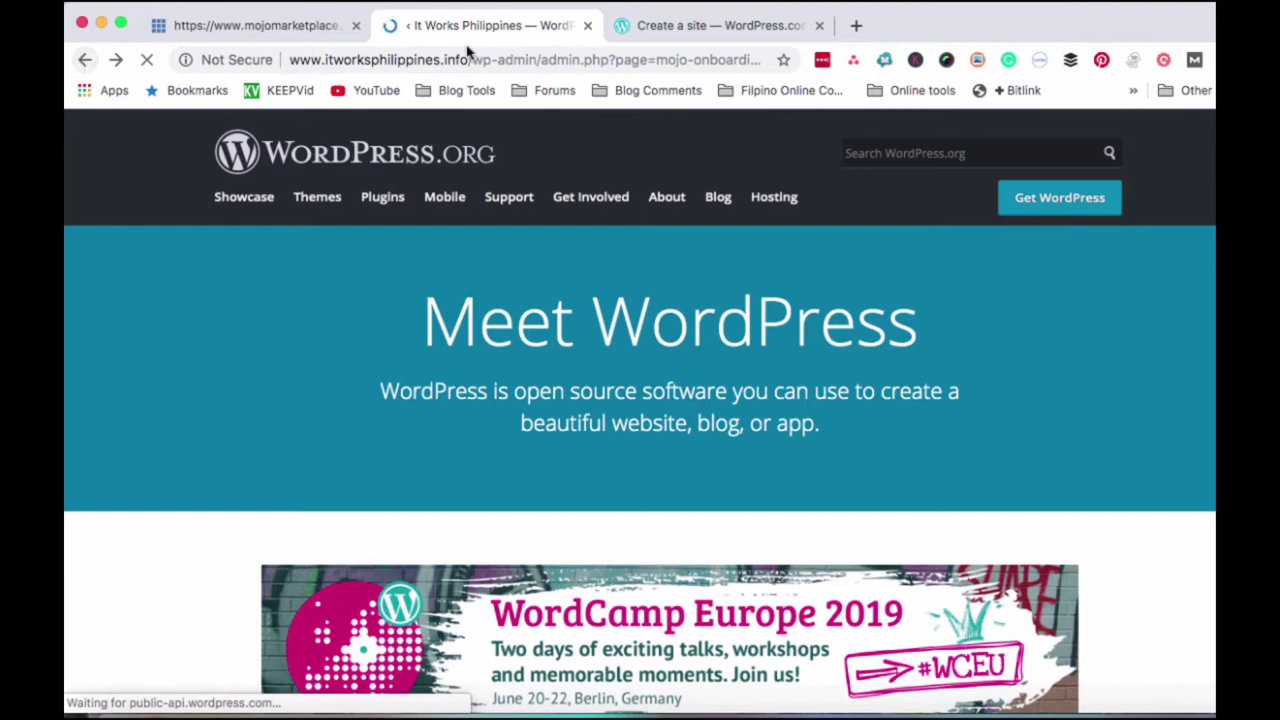 https://www.mojomarketplace.
‹ It Works Philippines — WordP
Create a site — WordPress.com
Not Secure
www.itworksphilippines.info/wp-admin/admin.php?page=mojo-onboardi...
Apps
Bookmarks
KV KEEPVid
YouTube
Blog Tools
Forums
Blog Comments
Filpino Online Co...
Online tools
+ Bitlink
»
Other
WORDPRESS.ORG
Search WordPress.org
Showcase
Themes
Plugins
Mobile
Support
Get Involved
About
Blog
Hosting
Get WordPress
Meet WordPress
WordPress is open source software you can use to create a
beautiful website, blog, or app.
WordCamp Europe 2019
Two days of exciting talks, workshops
and memorable moments. Join us!
#WCEU
June 20-22, Berlin, Germany
Waiting for public-api.wordpress.com...